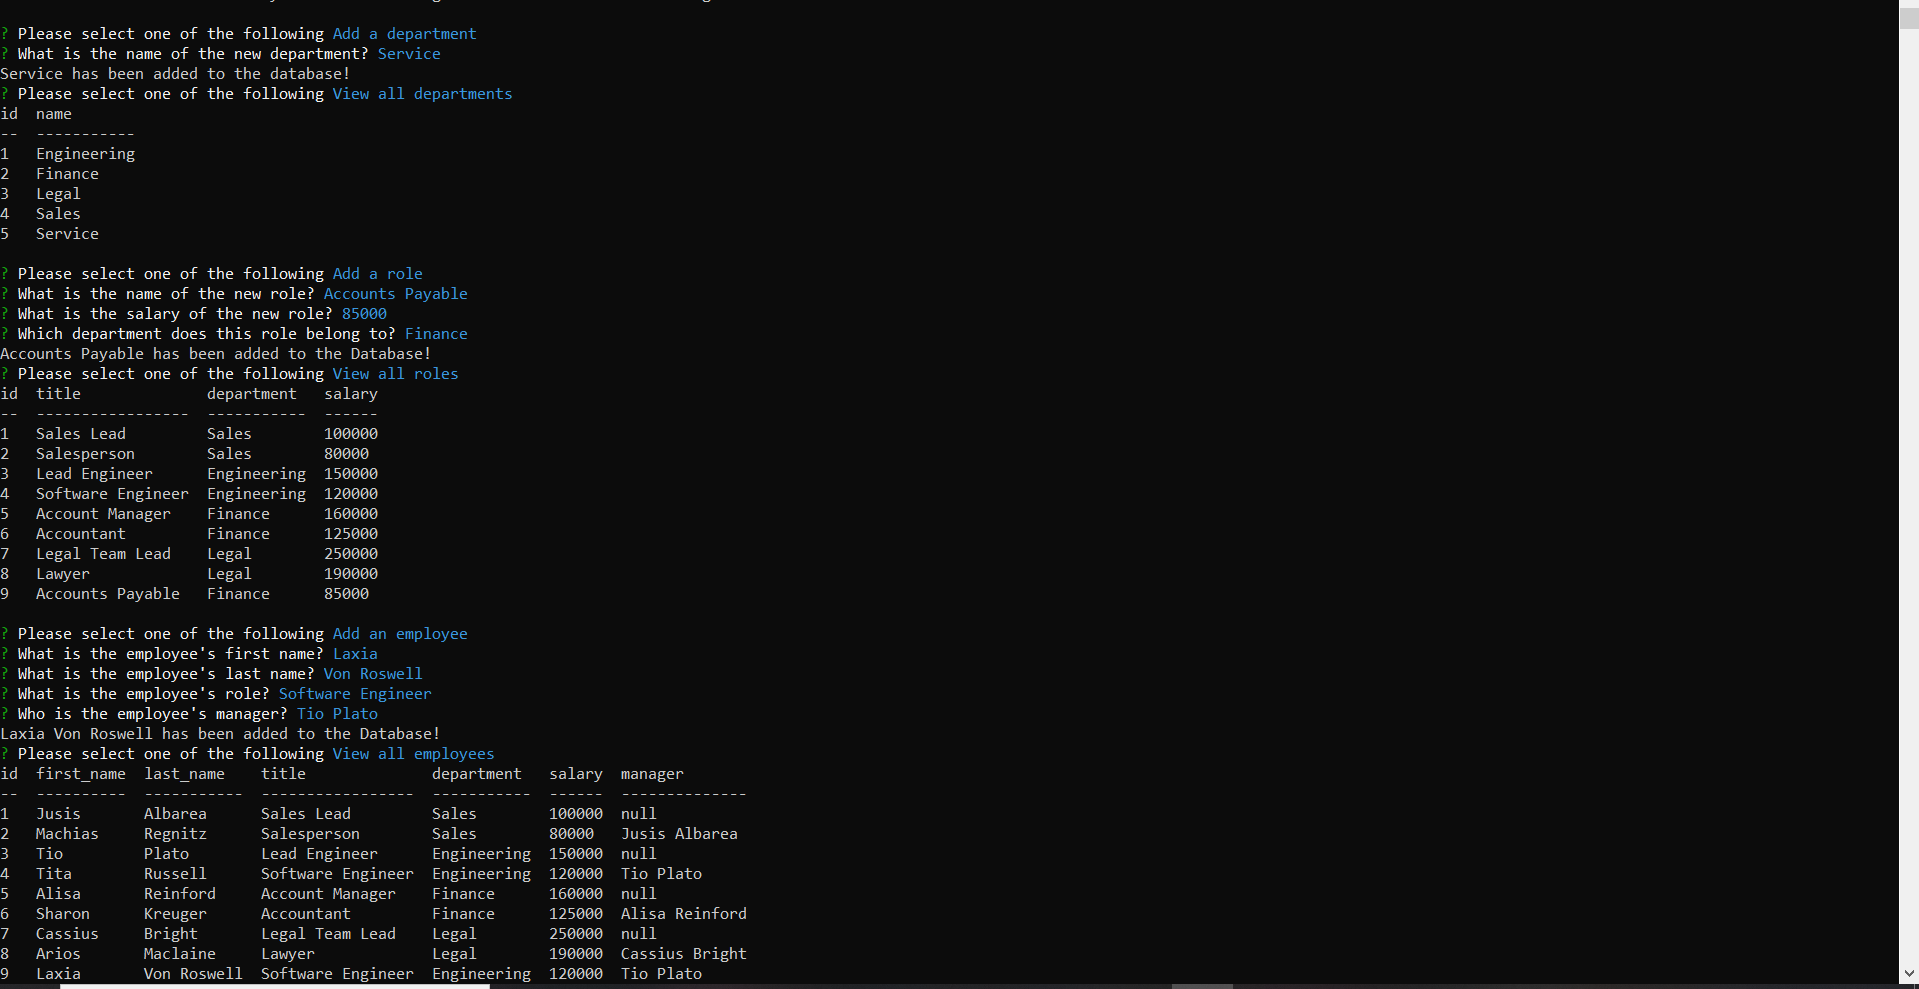 ? Please select one of the following Add a department
? What is the name of the new department? Service
Service has been added to the database!
? Please select one of the following View all departments
id  name
--  -----------
1   Engineering
2   Finance
3   Legal
4   Sales
5   Service
? Please select one of the following Add a role
? What is the name of the new role? Accounts Payable
? What is the salary of the new role? 85000
? Which department does this role belong to? Finance
Accounts Payable has been added to the Database!
? Please select one of the following View all roles
id  title              department   salary
--  -----------------  -----------  ------
1   Sales Lead         Sales        100000
2   Salesperson        Sales        80000
3   Lead Engineer      Engineering  150000
4   Software Engineer  Engineering  120000
5   Account Manager    Finance      160000
6   Accountant         Finance      125000
7   Legal Team Lead    Legal        250000
8   Lawyer             Legal        190000
9   Accounts Payable   Finance      85000
? Please select one of the following Add an employee
? What is the employee's first name? Laxia
? What is the employee's last name? Von Roswell
? What is the employee's role? Software Engineer
? Who is the employee's manager? Tio Plato
Laxia Von Roswell has been added to the Database!
? Please select one of the following View all employees
id  first_name  last_name    title              department   salary  manager
--  ----------  -----------  -----------------  -----------  ------  --------------
1   Jusis       Albarea      Sales Lead         Sales        100000  null
2   Machias     Regnitz      Salesperson        Sales        80000   Jusis Albarea
3   Tio         Plato        Lead Engineer      Engineering  150000  null
4   Tita        Russell      Software Engineer  Engineering  120000  Tio Plato
5   Alisa       Reinford     Account Manager    Finance      160000  null
6   Sharon      Kreuger      Accountant         Finance      125000  Alisa Reinford
7   Cassius     Bright       Legal Team Lead    Legal        250000  null
8   Arios       Maclaine     Lawyer             Legal        190000  Cassius Bright
9   Laxia       Von Roswell  Software Engineer  Engineering  120000  Tio Plato